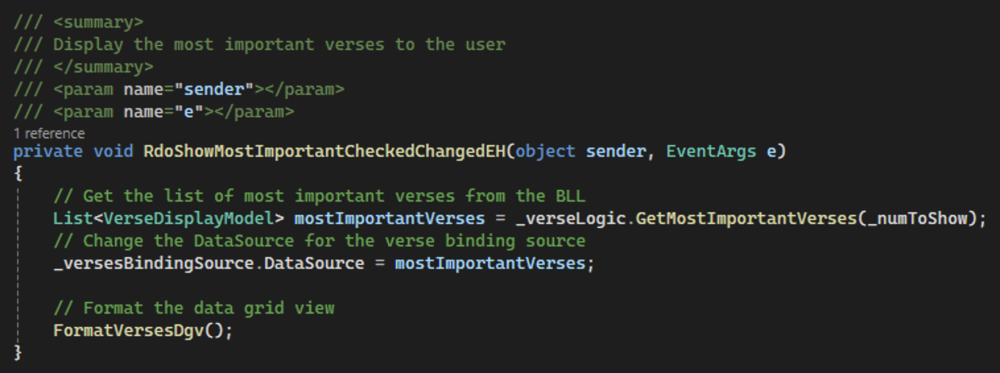 /// <summary>
/// Display the most important verses to the user
/// </summary>
/// <param name="sender"></param>
/// <param name="e"></param>
1 reference
private void RdoShowMostImportantCheckedChangedEH(object sender, EventArgs e)
{
    // Get the list of most important verses from the BLL
    List<VerseDisplayModel> mostImportantVerses = _verseLogic.GetMostImportantVerses(_numToShow);
    // Change the DataSource for the verse binding source
    _versesBindingSource.DataSource = mostImportantVerses;

    // Format the data grid view
    FormatVersesDgv();
}